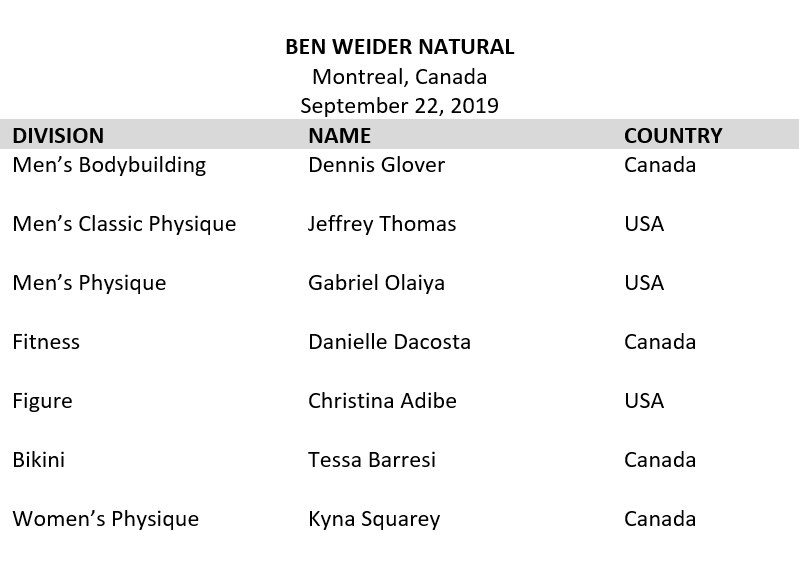 BEN WEIDER NATURAL
Montreal, Canada
September 22, 2019
DIVISION NAME COUNTRY
Men’s Bodybuilding Dennis Glover Canada
Men’s Classic Physique Jeffrey Thomas USA
Men’s Physique Gabriel Olaiya USA
Fitness Danielle Dacosta Canada
Figure Christina Adibe USA
Bikini Tessa Barresi Canada
Women’s Physique Kyna Squarey Canada